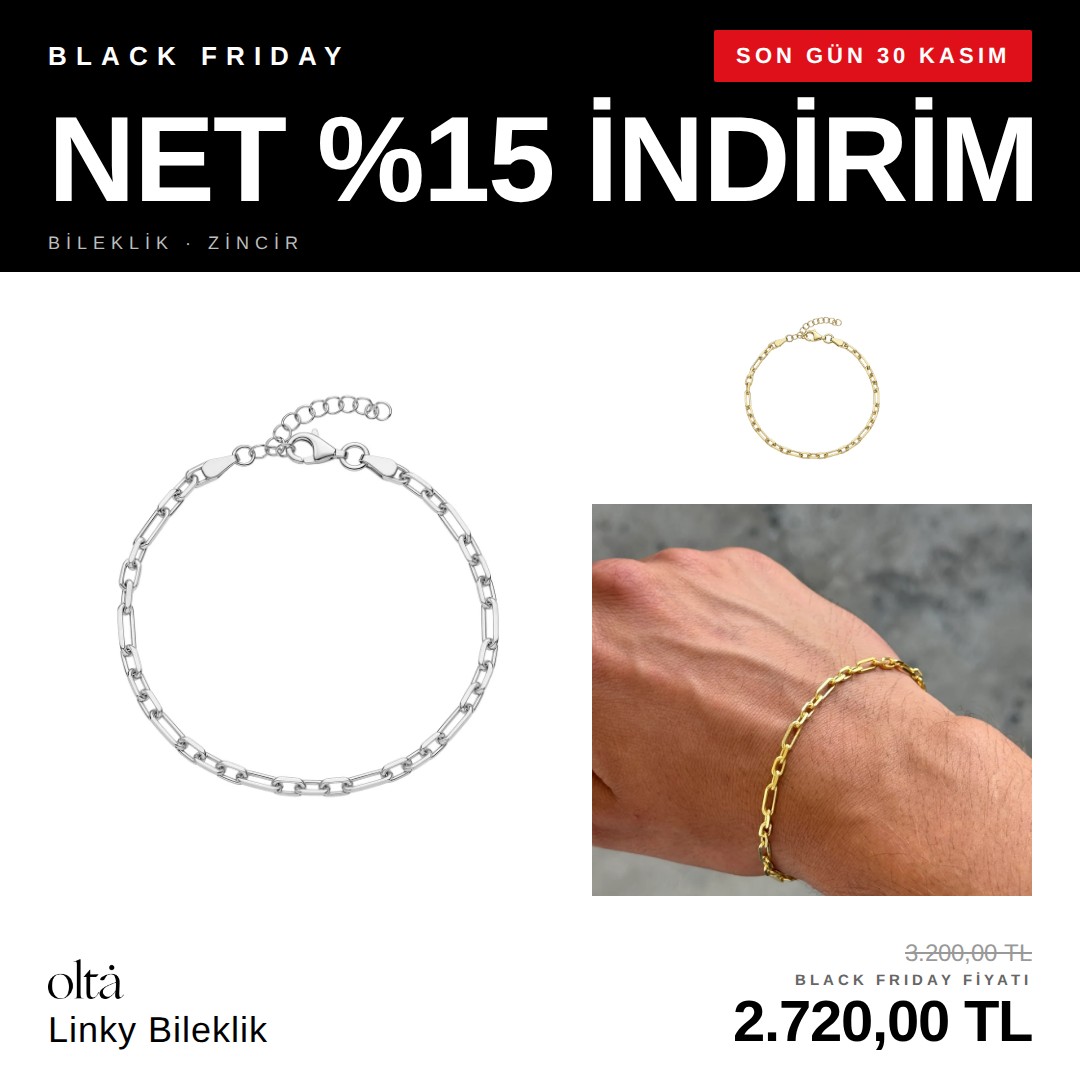 BLACK FRIDAY
SON GÜN 30 KASIM
NET %15 İNDİRİM
BİLEKLİK · ZİNCİR
olta
Linky Bileklik
3.200,00 TL
BLACK FRIDAY FİYATI
2.720,00 TL